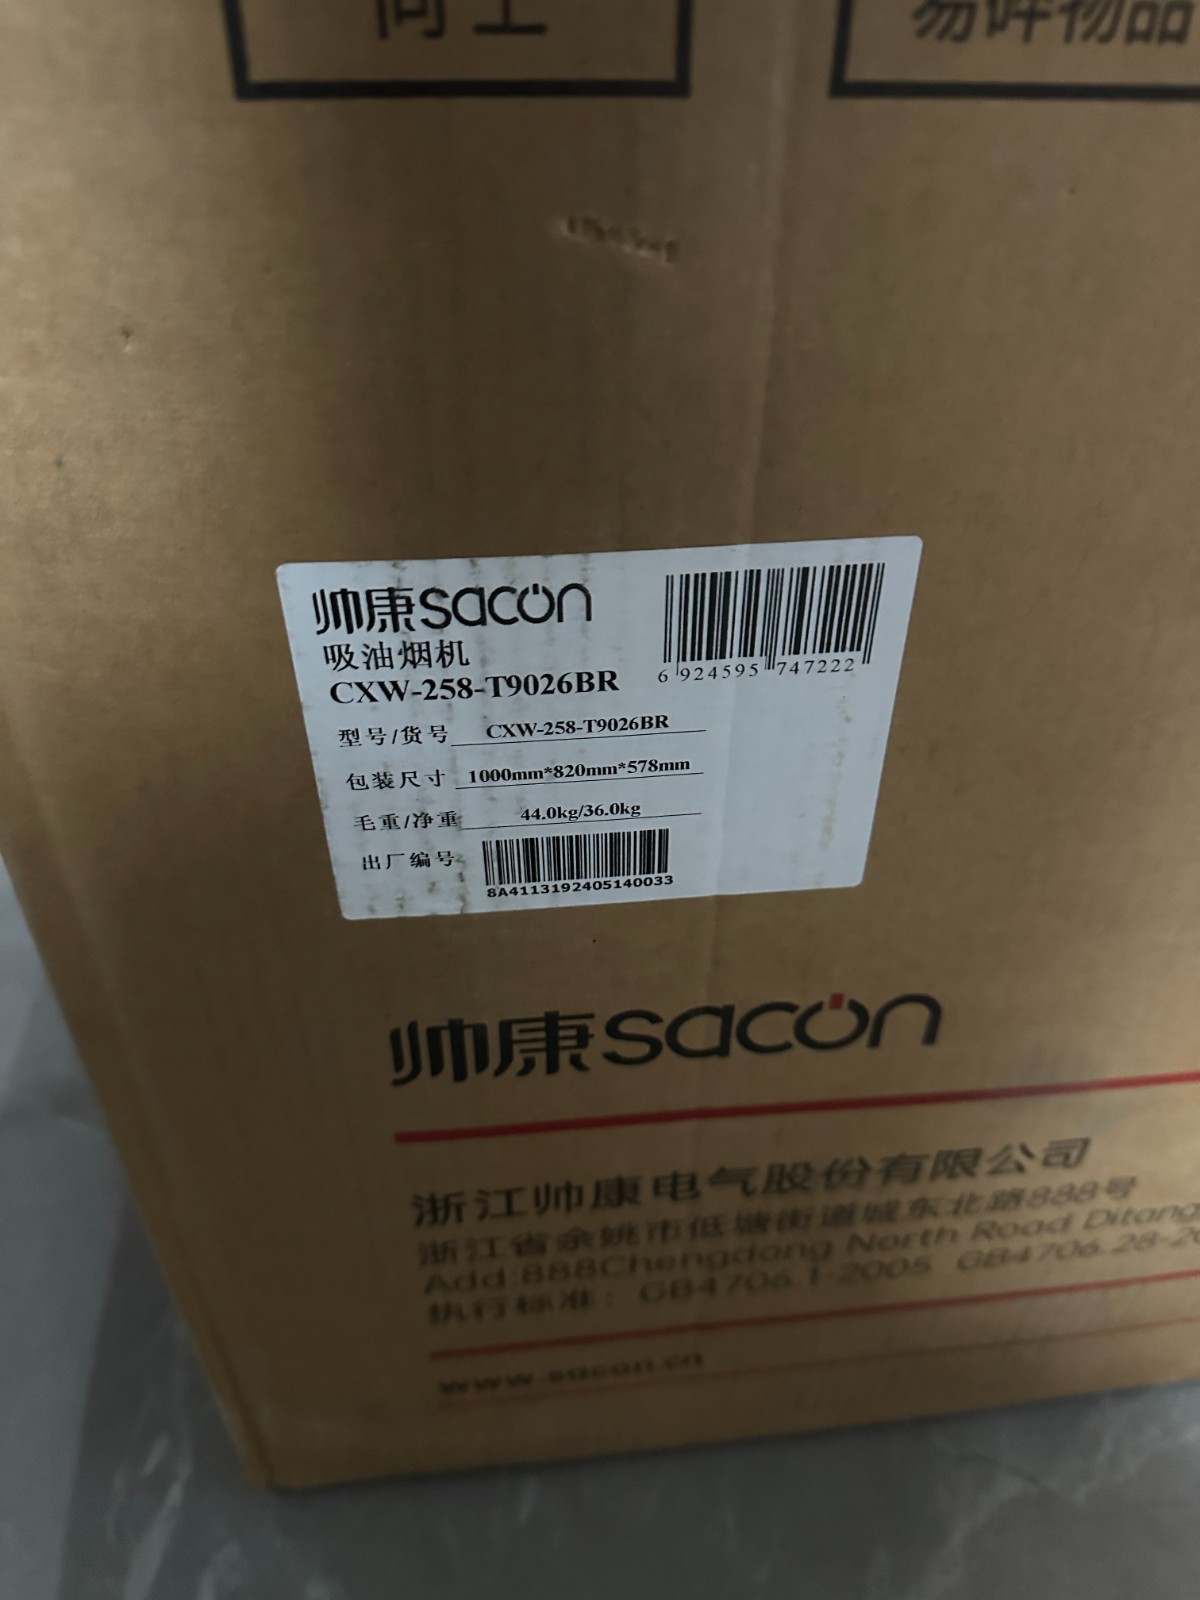 向上
易碎物品
帅康sacon
吸油烟机
CXW-258-T9026BR
6 924595 747222
型号/货号 CXW-258-T9026BR
包装尺寸 1000mm*820mm*578mm
毛重/净重 44.0kg/36.0kg
出厂编号
8A4113192405140033
帅康sacon
浙江帅康电气股份有限公司
浙江省余姚市低塘街道城东北路888号
Add:888Chengdong North Road Ditang
执行标准: GB4706.1-2005 GB4706.28-20
www.sacon.cn